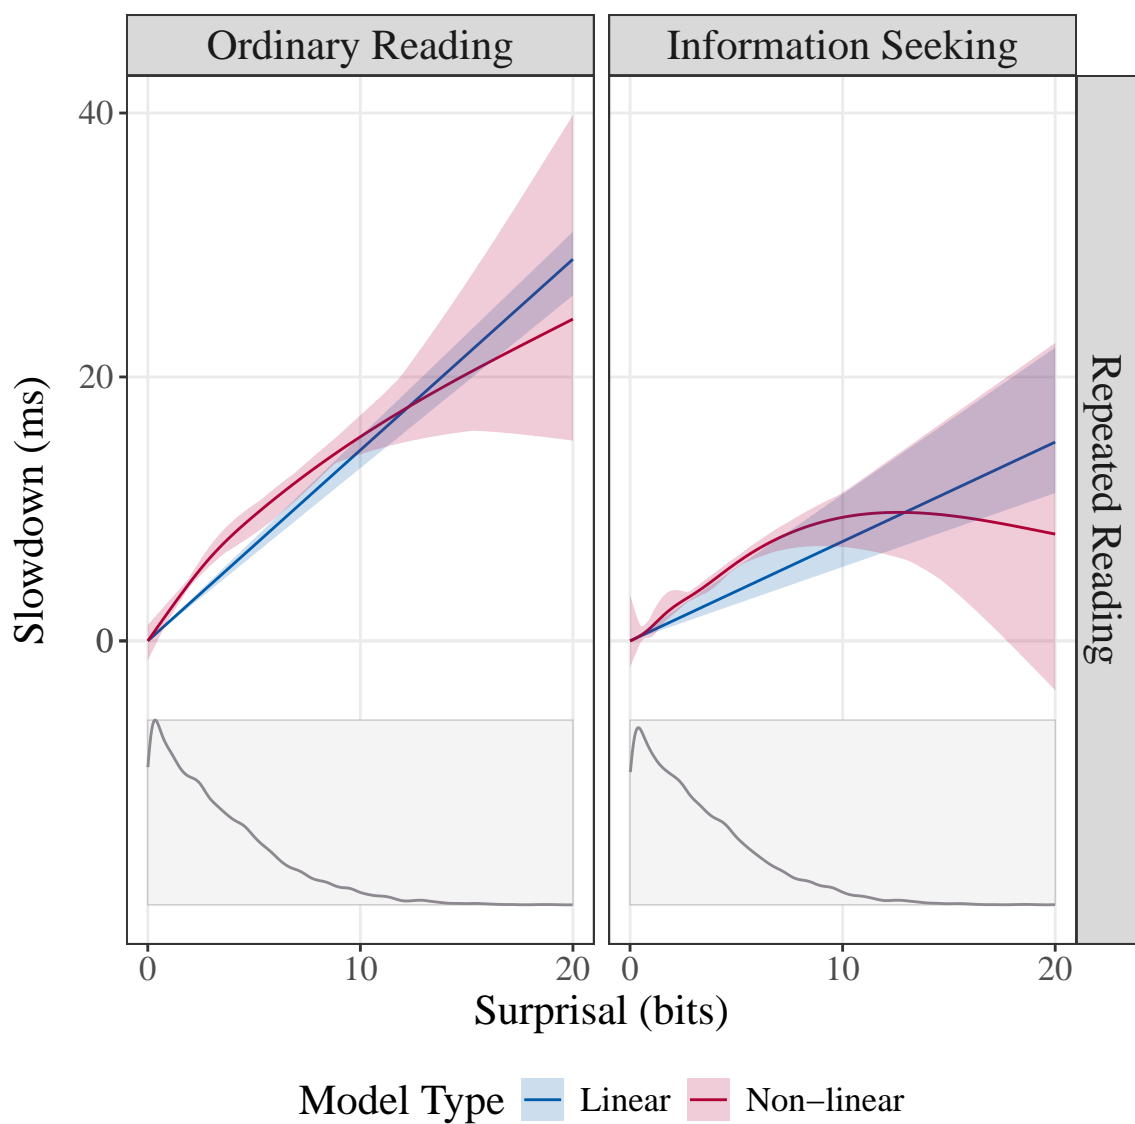 Ordinary Reading
Information Seeking
Slowdown (ms)
40
20
0
Repeated Reading
0 10 20
0 10 20
Surprisal (bits)
Model Type Linear Non−linear